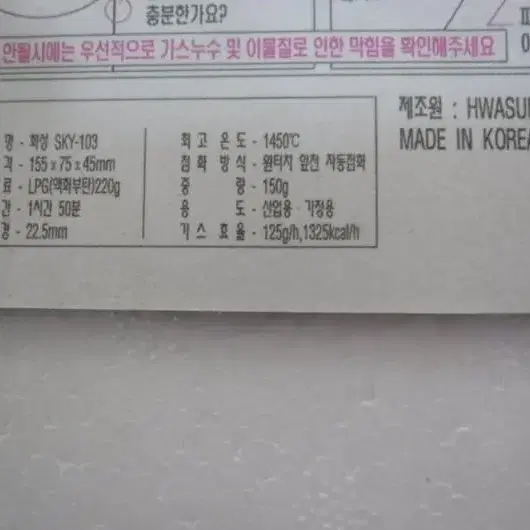 충분한가요?
안될시에는 우선적으로 가스누수 및 이물질로 인한 막힘을 확인해주세요
제조원 : HWASU
MADE IN KOREA
명 - 화성 SKY-103
격 - 155 x 75 x 45mm
료 - LPG(액화부탄)220g
간 - 1시간 50분
경 - 22.5mm
최고 온도 - 1450℃
점화 방식 - 원터치 압전 자동점화
중량 - 150g
용도 - 산업용 · 가정용
가스 효율 - 125g/h,1325kcal/h